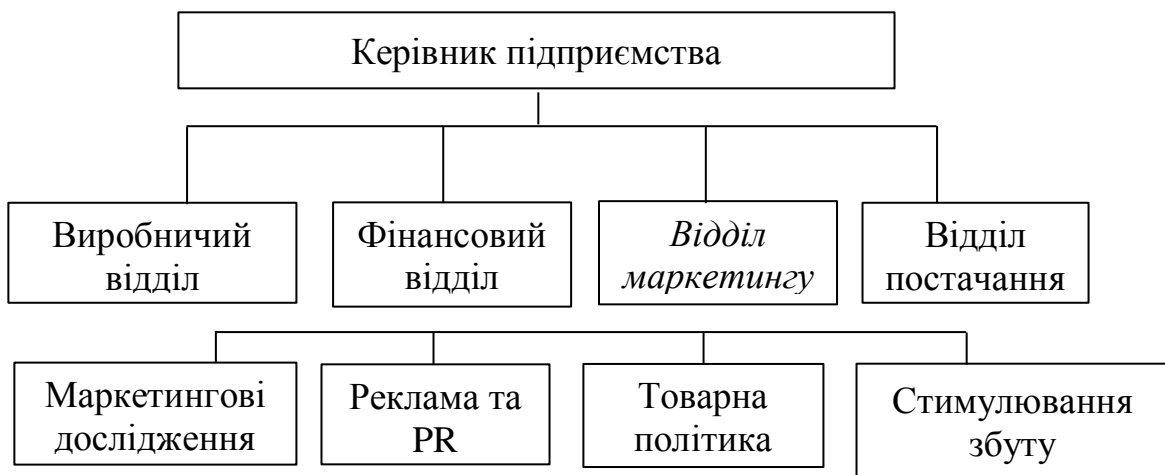 Керівник підприємства
Виробничий
відділ
Фінансовий
відділ
Відділ
маркетингу
Відділ
постачання
Маркетингові
дослідження
Реклама та
PR
Товарна
політика
Стимулювання
збуту